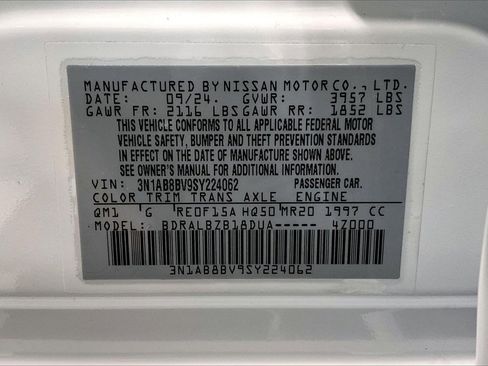 MANUFACTURED BY NISSAN MOTOR CO., LTD.
DATE: 09/24. GVWR: 3957 LBS
GAWR FR: 2116 LBS GAWR RR: 1852 LBS
THIS VEHICLE CONFORMS TO ALL APPLICABLE FEDERAL MOTOR
VEHICLE SAFETY, BUMPER AND THEFT PREVENTION STANDARDS
IN EFFECT ON THE DATE OF MANUFACTURE SHOWN ABOVE.
SEE OWNER'S MANUAL FOR ADDITIONAL INFORMATION.
VIN: 3N1AB8BV9SY224062 PASSENGER CAR.
COLOR TRIM TRANS AXLE ENGINE
QM1 G RE0F15A HQ50 MR20 1997 CC
MODEL: BDRALBZB18DUA----- 4Z000
3N1AB8BV9SY224062